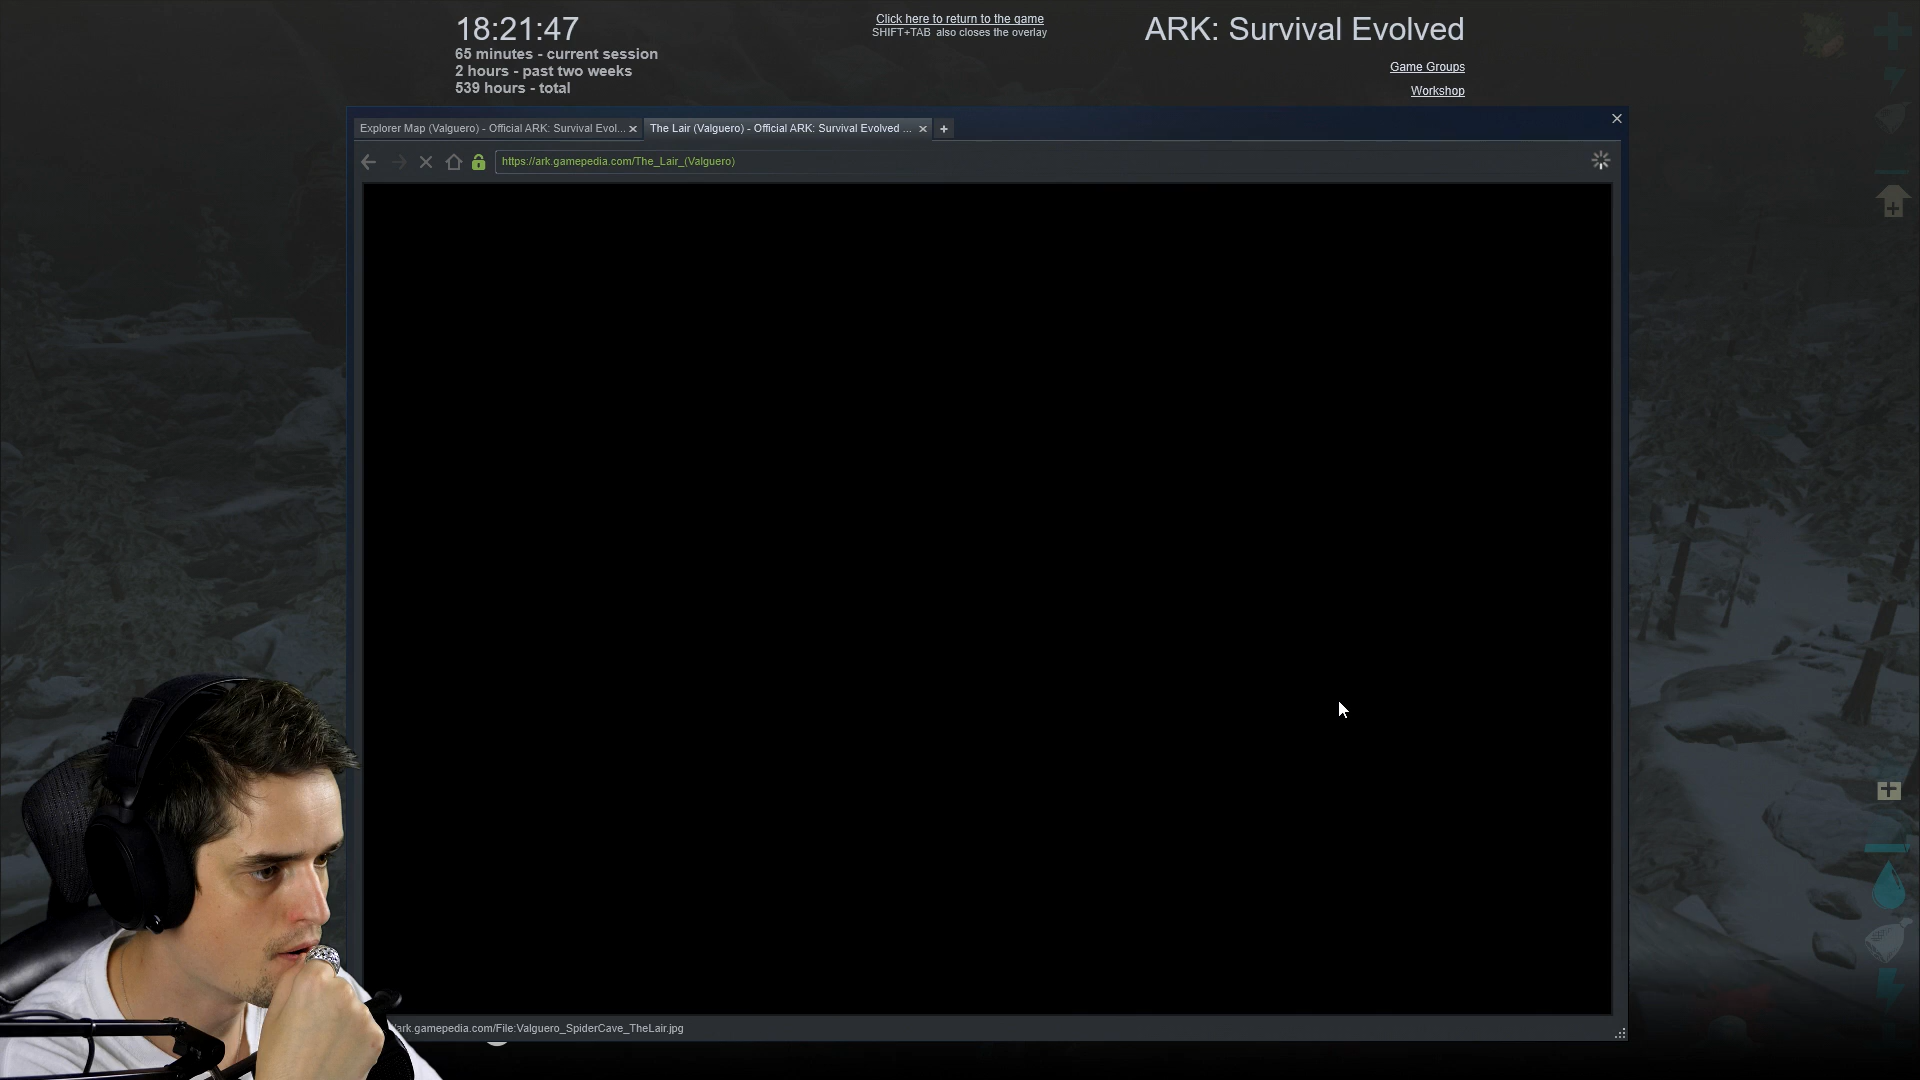 18:21:47
65 minutes - current session
2 hours - past two weeks
539 hours - total
Click here to return to the game
SHIFT+TAB also closes the overlay
ARK: Survival Evolved
Game Groups
Workshop
Explorer Map (Valguero) - Official ARK: Survival Evol...
The Lair (Valguero) - Official ARK: Survival Evolved ...
https://ark.gamepedia.com/The_Lair_(Valguero)
/ark.gamepedia.com/File:Valguero_SpiderCave_TheLair.jpg